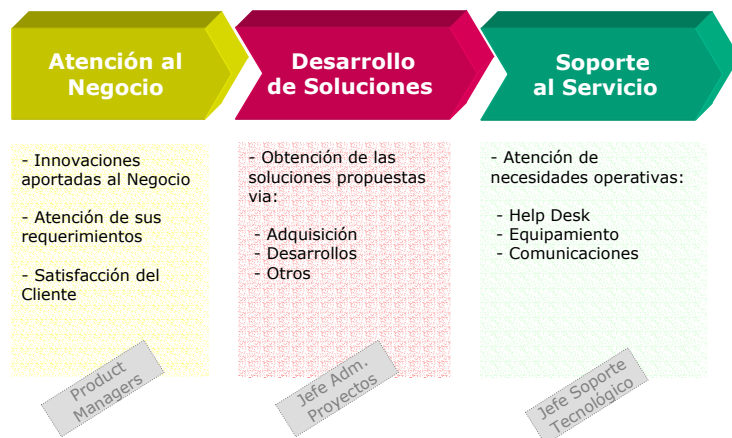 Atención al
Negocio
Desarrollo
de Soluciones
Soporte
al Servicio
- Innovaciones
aportadas al Negocio
- Atención de sus
requerimientos
- Satisfacción del
Cliente
Product
Managers
- Obtención de las
soluciones propuestas
via:
- Adquisición
- Desarrollos
- Otros
Jefe Adm.
Proyectos
- Atención de
necesidades operativas:
- Help Desk
- Equipamiento
- Comunicaciones
Jefe Soporte
Tecnológico